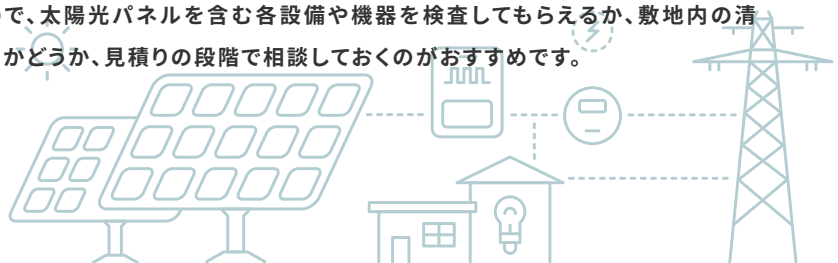 で、太陽光パネルを含む各設備や機器を検査してもらえるか、敷地内の清
かどうか、見積りの段階で相談しておくのがおすすめです。